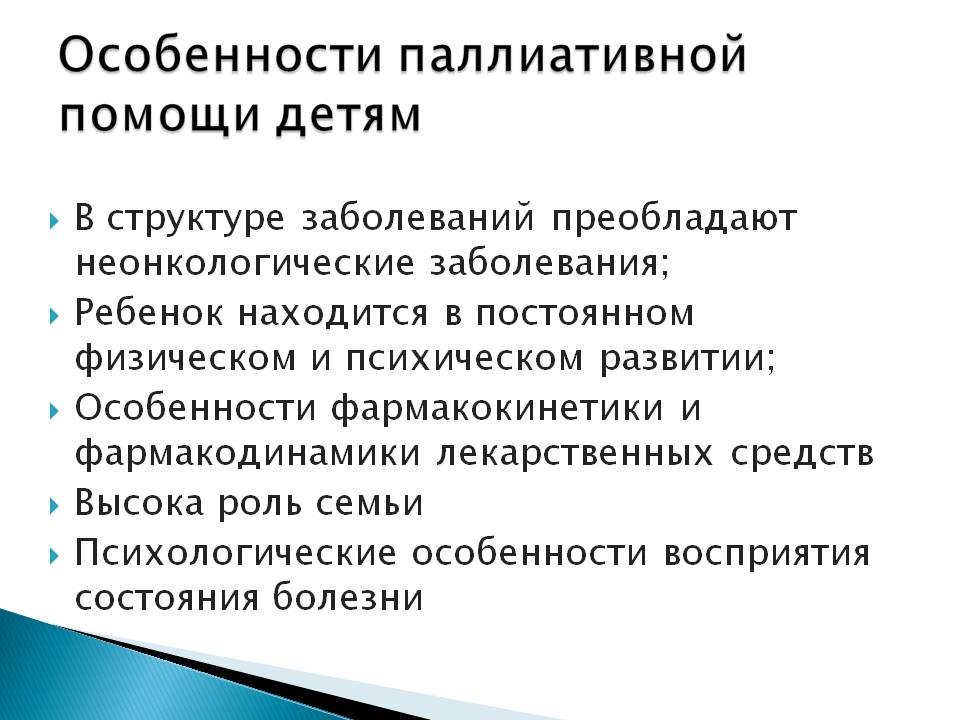 Особенности паллиативной
помощи детям
В структуре заболеваний преобладают
неонкологические заболевания;
Ребенок находится в постоянном
физическом и психическом развитии;
Особенности фармакокинетики и
фармакодинамики лекарственных средств
Высока роль семьи
Психологические особенности восприятия
состояния болезни